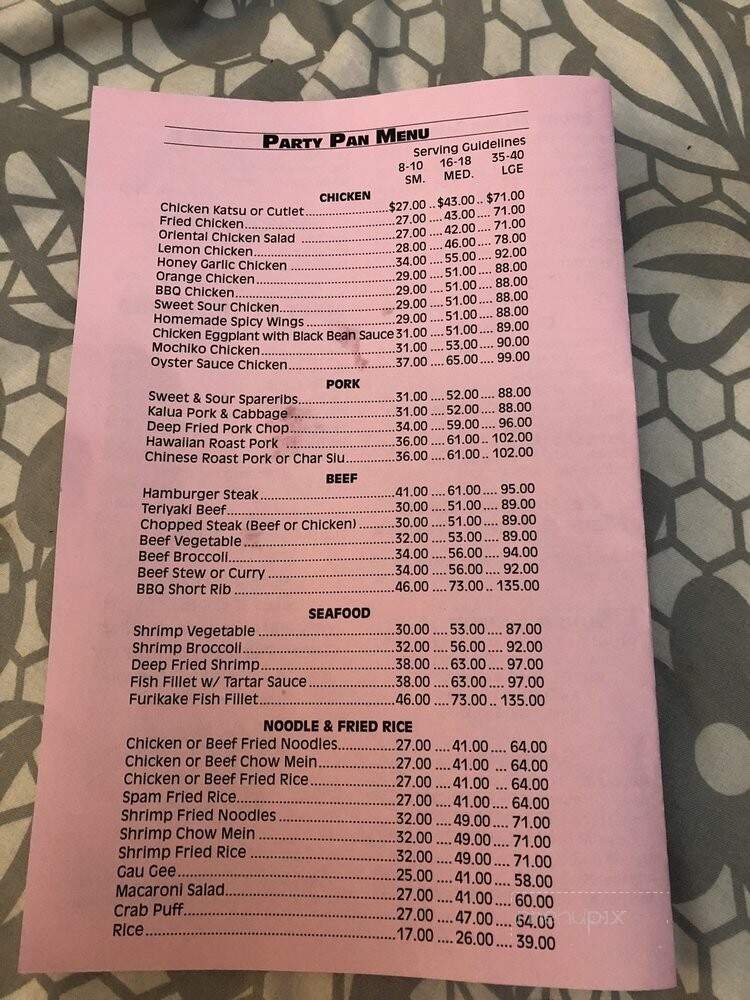 PARTY PAN MENU
Serving Guidelines
8-10 16-18 35-40
SM. MED. LGE
CHICKEN
Chicken Katsu or Cutlet.....$27.00 .. $43.00 .. $71.00
Fried Chicken.....27.00 .... 43.00 .... 71.00
Oriental Chicken Salad .....27.00 .... 42.00 .... 71.00
Lemon Chicken.....28.00 .... 46.00 .... 78.00
Honey Garlic Chicken .....34.00 .... 55.00 .... 92.00
Orange Chicken.....29.00 .... 51.00 .... 88.00
BBQ Chicken.....29.00 .... 51.00 .... 88.00
Sweet Sour Chicken.....29.00 .... 51.00 .... 88.00
Homemade Spicy Wings .....29.00 .... 51.00 .... 88.00
Chicken Eggplant with Black Bean Sauce 31.00 .... 51.00 .... 89.00
Mochiko Chicken.....31.00 .... 53.00 .... 90.00
Oyster Sauce Chicken.....37.00 .... 65.00 .... 99.00
PORK
Sweet & Sour Spareribs.....31.00 .... 52.00 .... 88.00
Kalua Pork & Cabbage .....31.00 .... 52.00 .... 88.00
Deep Fried Pork Chop.....34.00 .... 59.00 .... 96.00
Hawaiian Roast Pork .....36.00 .... 61.00 .. 102.00
Chinese Roast Pork or Char Siu.....36.00 .... 61.00 .. 102.00
BEEF
Hamburger Steak.....41.00 .... 61.00 .... 95.00
Teriyaki Beef.....30.00 .... 51.00 .... 89.00
Chopped Steak (Beef or Chicken) .....30.00 .... 51.00 .... 89.00
Beef Vegetable .....32.00 .... 53.00 .... 89.00
Beef Broccoli.....34.00 .... 56.00 .... 94.00
Beef Stew or Curry .....34.00 .... 56.00 .... 92.00
BBQ Short Rib .....46.00 .... 73.00 .. 135.00
SEAFOOD
Shrimp Vegetable .....30.00 .... 53.00 .... 87.00
Shrimp Broccoli.....32.00 .... 56.00 .... 92.00
Deep Fried Shrimp.....38.00 .... 63.00 .... 97.00
Fish Fillet w/ Tartar Sauce .....38.00 .... 63.00 .... 97.00
Furikake Fish Fillet.....46.00 .... 73.00 .. 135.00
NOODLE & FRIED RICE
Chicken or Beef Fried Noodles.....27.00 .... 41.00 .... 64.00
Chicken or Beef Chow Mein.....27.00 .... 41.00 ... 64.00
Chicken or Beef Fried Rice.....27.00 .... 41.00 ... 64.00
Spam Fried Rice.....27.00 .... 41.00 .... 64.00
Shrimp Fried Noodles .....32.00 .... 49.00 .... 71.00
Shrimp Chow Mein .....32.00 .... 49.00 .... 71.00
Shrimp Fried Rice .....32.00 .... 49.00 .... 71.00
Gau Gee.....25.00 .... 41.00 .... 58.00
Macaroni Salad.....27.00 .... 41.00 .... 60.00
Crab Puff.....27.00 .... 47.00 .... 64.00
Rice.....17.00 .... 26.00 .... 39.00
menupix